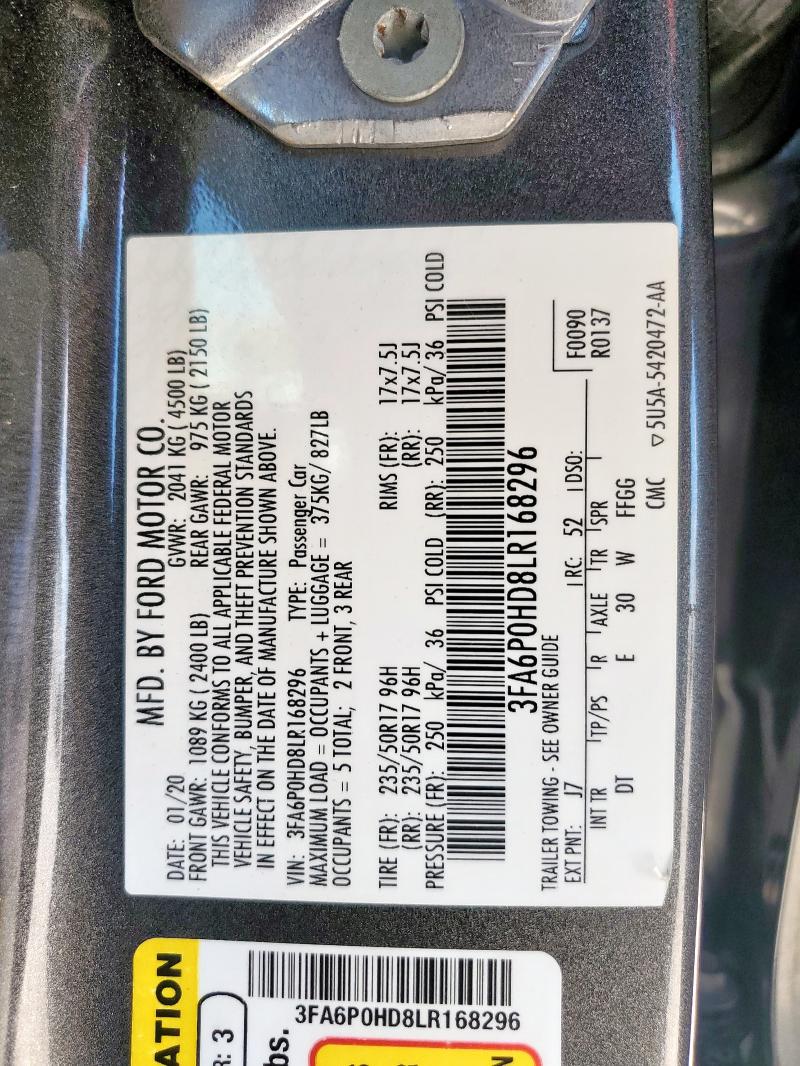 MFD. BY FORD MOTOR CO.
DATE: 01/20 GVWR: 2041 KG ( 4500 LB)
FRONT GAWR: 1089 KG ( 2400 LB) REAR GAWR: 975 KG ( 2150 LB)
THIS VEHICLE CONFORMS TO ALL APPLICABLE FEDERAL MOTOR
VEHICLE SAFETY, BUMPER, AND THEFT PREVENTION STANDARDS
IN EFFECT ON THE DATE OF MANUFACTURE SHOWN ABOVE.
VIN: 3FA6P0HD8LR168296 TYPE: Passenger Car
MAXIMUM LOAD = OCCUPANTS + LUGGAGE = 375KG/ 827LB
OCCUPANTS = 5 TOTAL; 2 FRONT, 3 REAR
TIRE (FR): 235/50R17 96H RIMS (FR): 17x7.5J
(RR): 235/50R17 96H (RR): 17x7.5J
PRESSURE (FR): 250 kPa/ 36 PSI COLD (RR): 250 kPa/ 36 PSI COLD
3FA6P0HD8LR168296
TRAILER TOWING - SEE OWNER GUIDE
F0090
EXT PNT: J7 RC: 52 DSO: R0137
INT TR TP/PS R AXLE TR SPR
DT E 30 W FFGG
CMC ▽5U5A-5420472-AA
ATION
R: 3
3FA6P0HD8LR168296
bs.